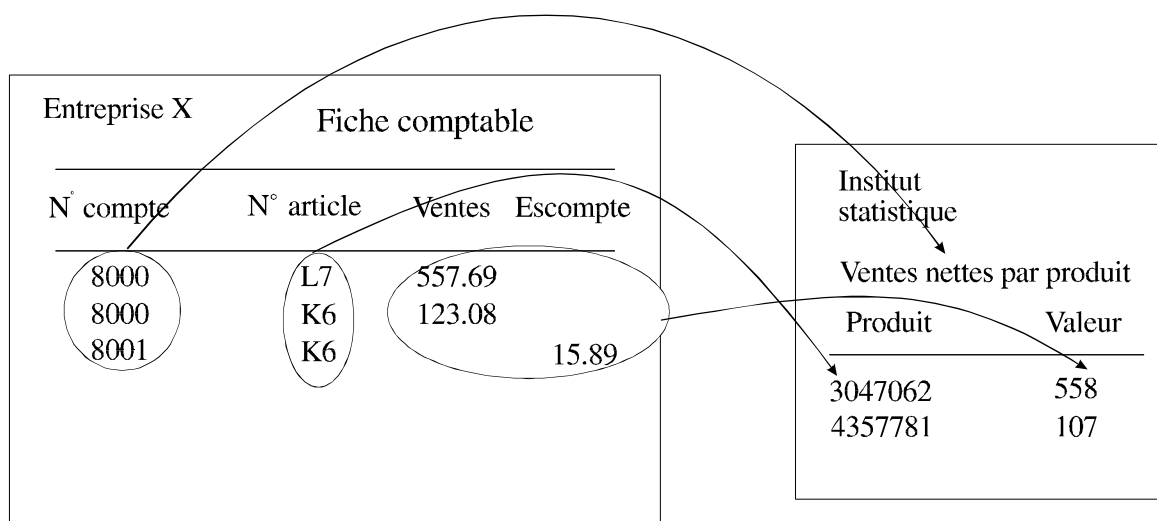 Entreprise X
Fiche comptable
N° compte N° article Ventes Escompte
8000 L7 557.69
8000 K6 123.08
8001 K6 15.89
Institut
statistique
Ventes nettes par produit
Produit Valeur
3047062 558
4357781 107